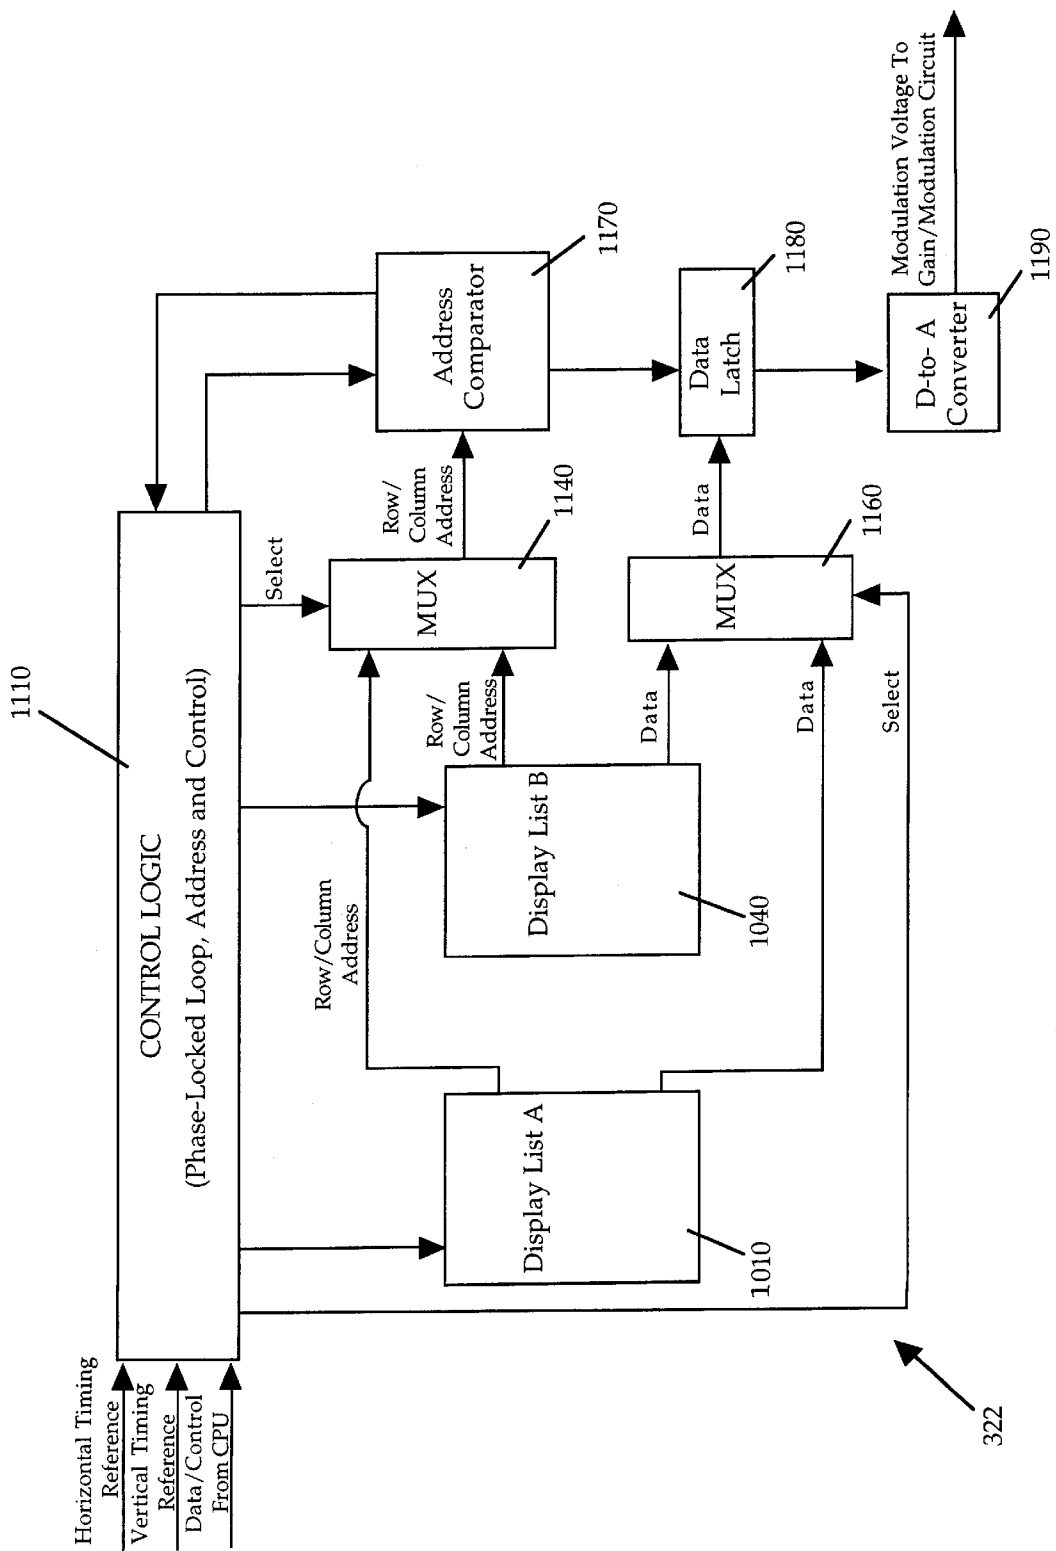 1110
Horizontal Timing
Reference
Vertical Timing
Reference
Data/Control
From CPU
CONTROL LOGIC
(Phase-Locked Loop, Address and Control)
Select
Row/Column
Address
Row/
Column
Address
Address
Comparator
1170
MUX
1140
Row/
Column
Address
Display List A
1010
Display List B
1040
Data
Data
MUX
1160
Data
Data
Latch
1180
Select
D-to- A
Converter
1190
Modulation Voltage To
Gain/Modulation Circuit
322